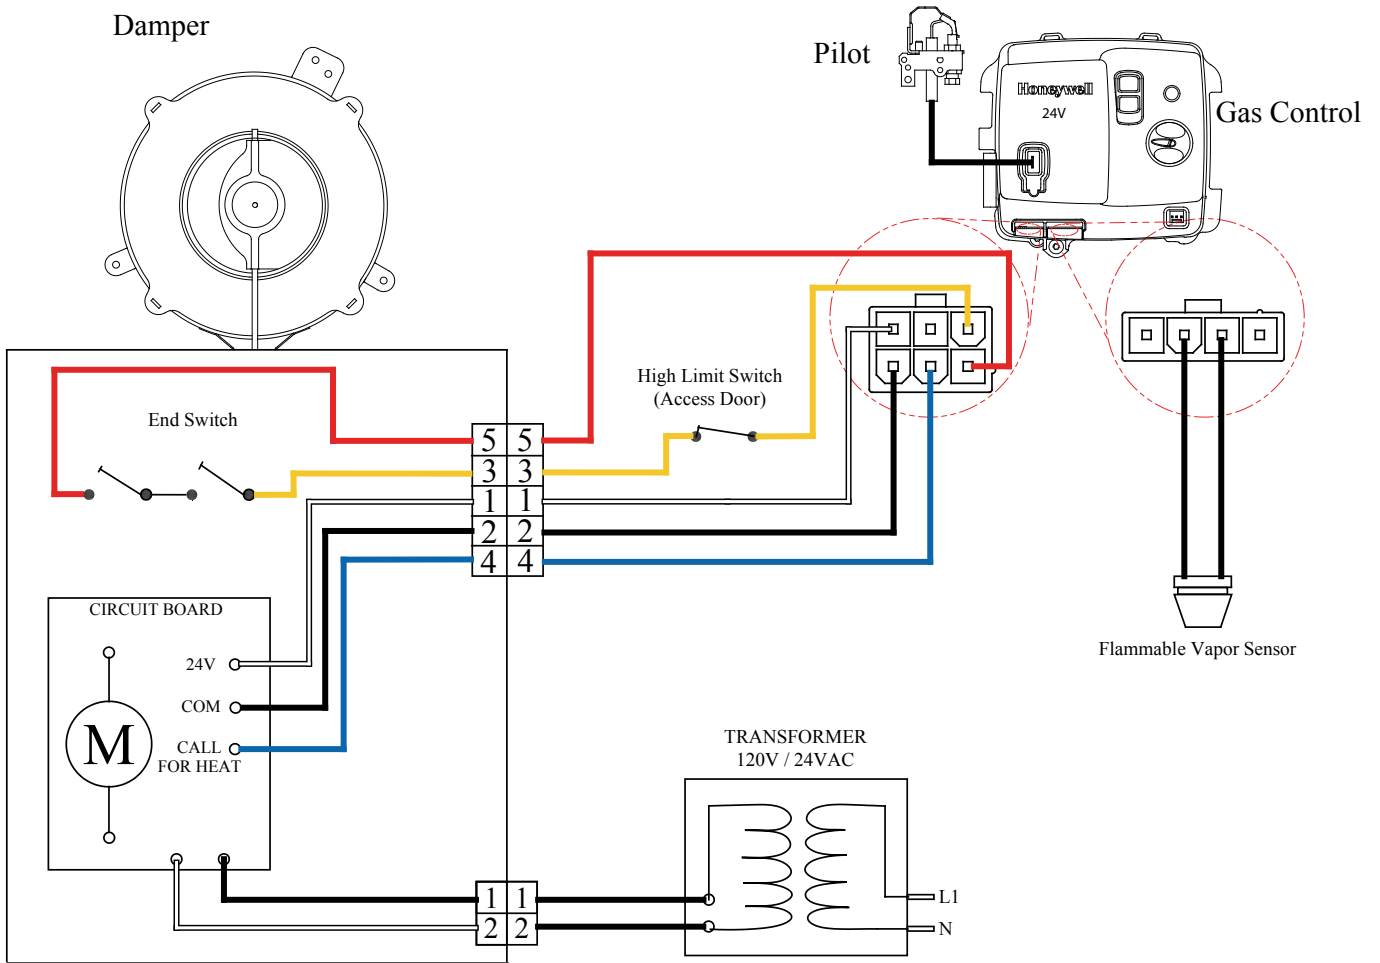 Damper
Pilot
Honeywell
24V
Gas Control
High Limit Switch
(Access Door)
End Switch
5 5
3 3
1 1
2 2
4 4
CIRCUIT BOARD
24V
COM
M
CALL
FOR HEAT
Flammable Vapor Sensor
TRANSFORMER
120V / 24VAC
1 1
2 2
L1
N